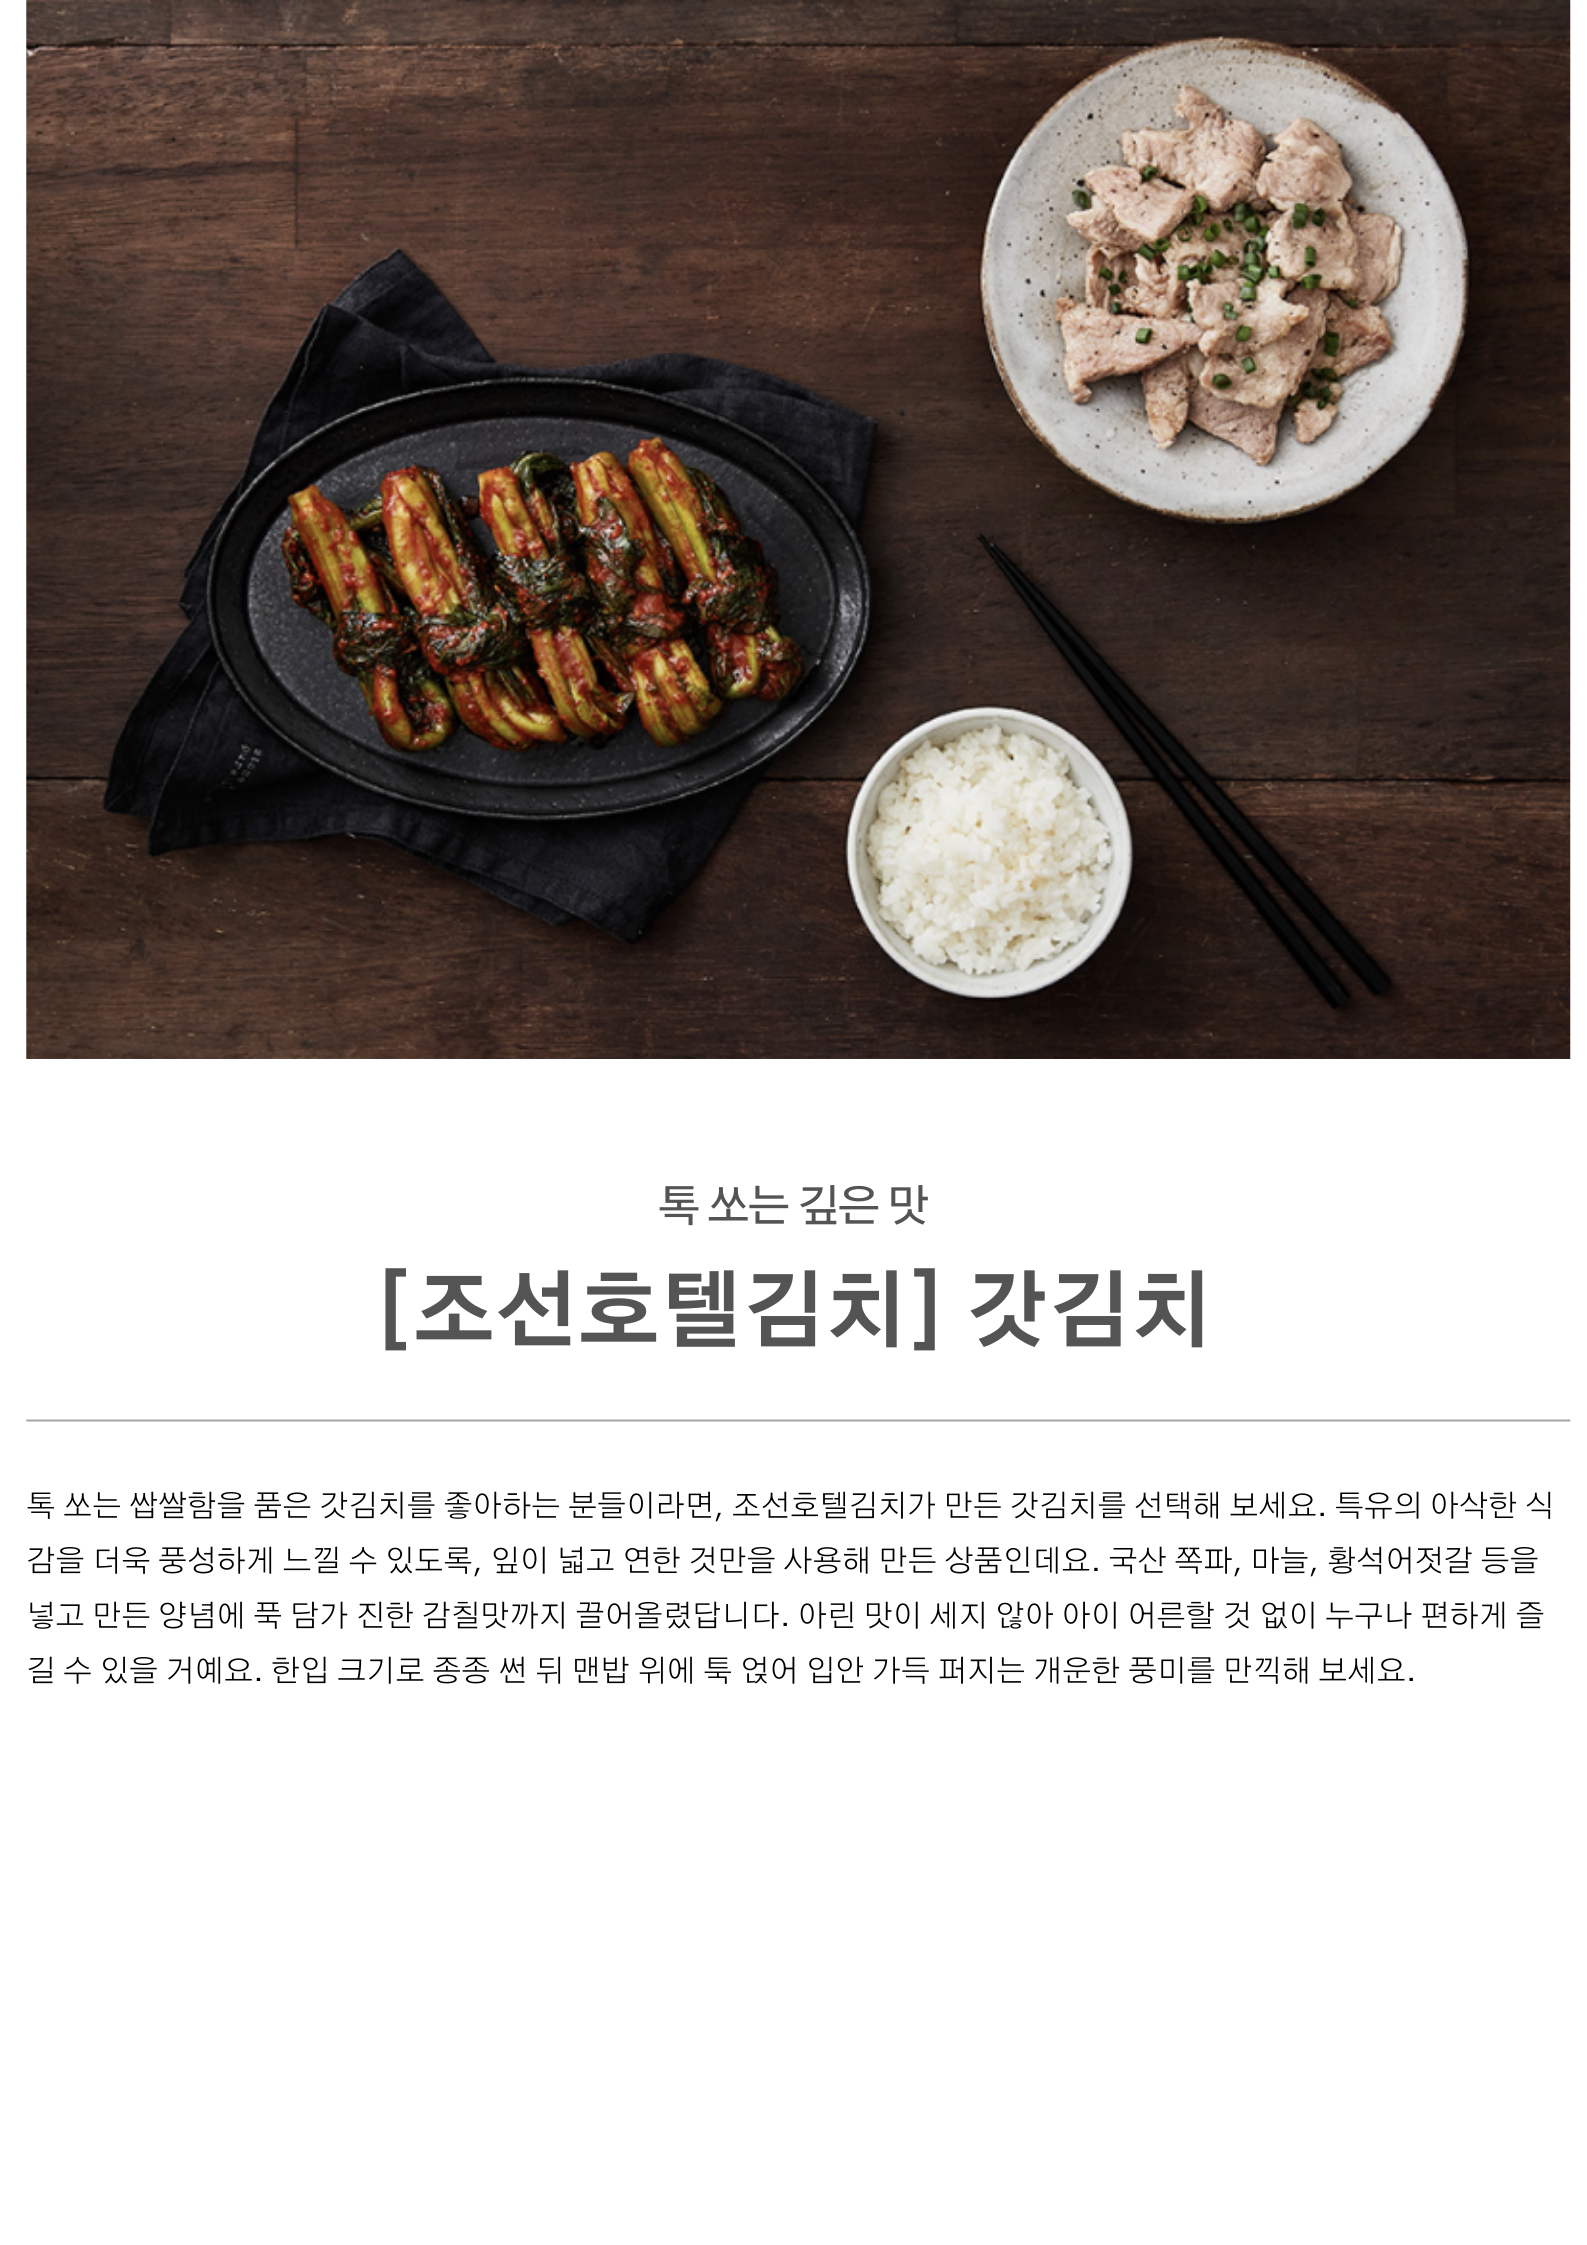 톡 쏘는 깊은 맛
[조선호텔김치] 갓김치
톡 쏘는 쌉쌀함을 품은 갓김치를 좋아하는 분들이라면, 조선호텔김치가 만든 갓김치를 선택해 보세요. 특유의 아삭한 식
감을 더욱 풍성하게 느낄 수 있도록, 잎이 넓고 연한 것만을 사용해 만든 상품인데요. 국산 쪽파, 마늘, 황석어젓갈 등을
넣고 만든 양념에 푹 담가 진한 감칠맛까지 끌어올렸답니다. 아린 맛이 세지 않아 아이 어른할 것 없이 누구나 편하게 즐
길 수 있을 거예요. 한입 크기로 종종 썬 뒤 맨밥 위에 툭 얹어 입안 가득 퍼지는 개운한 풍미를 만끽해 보세요.